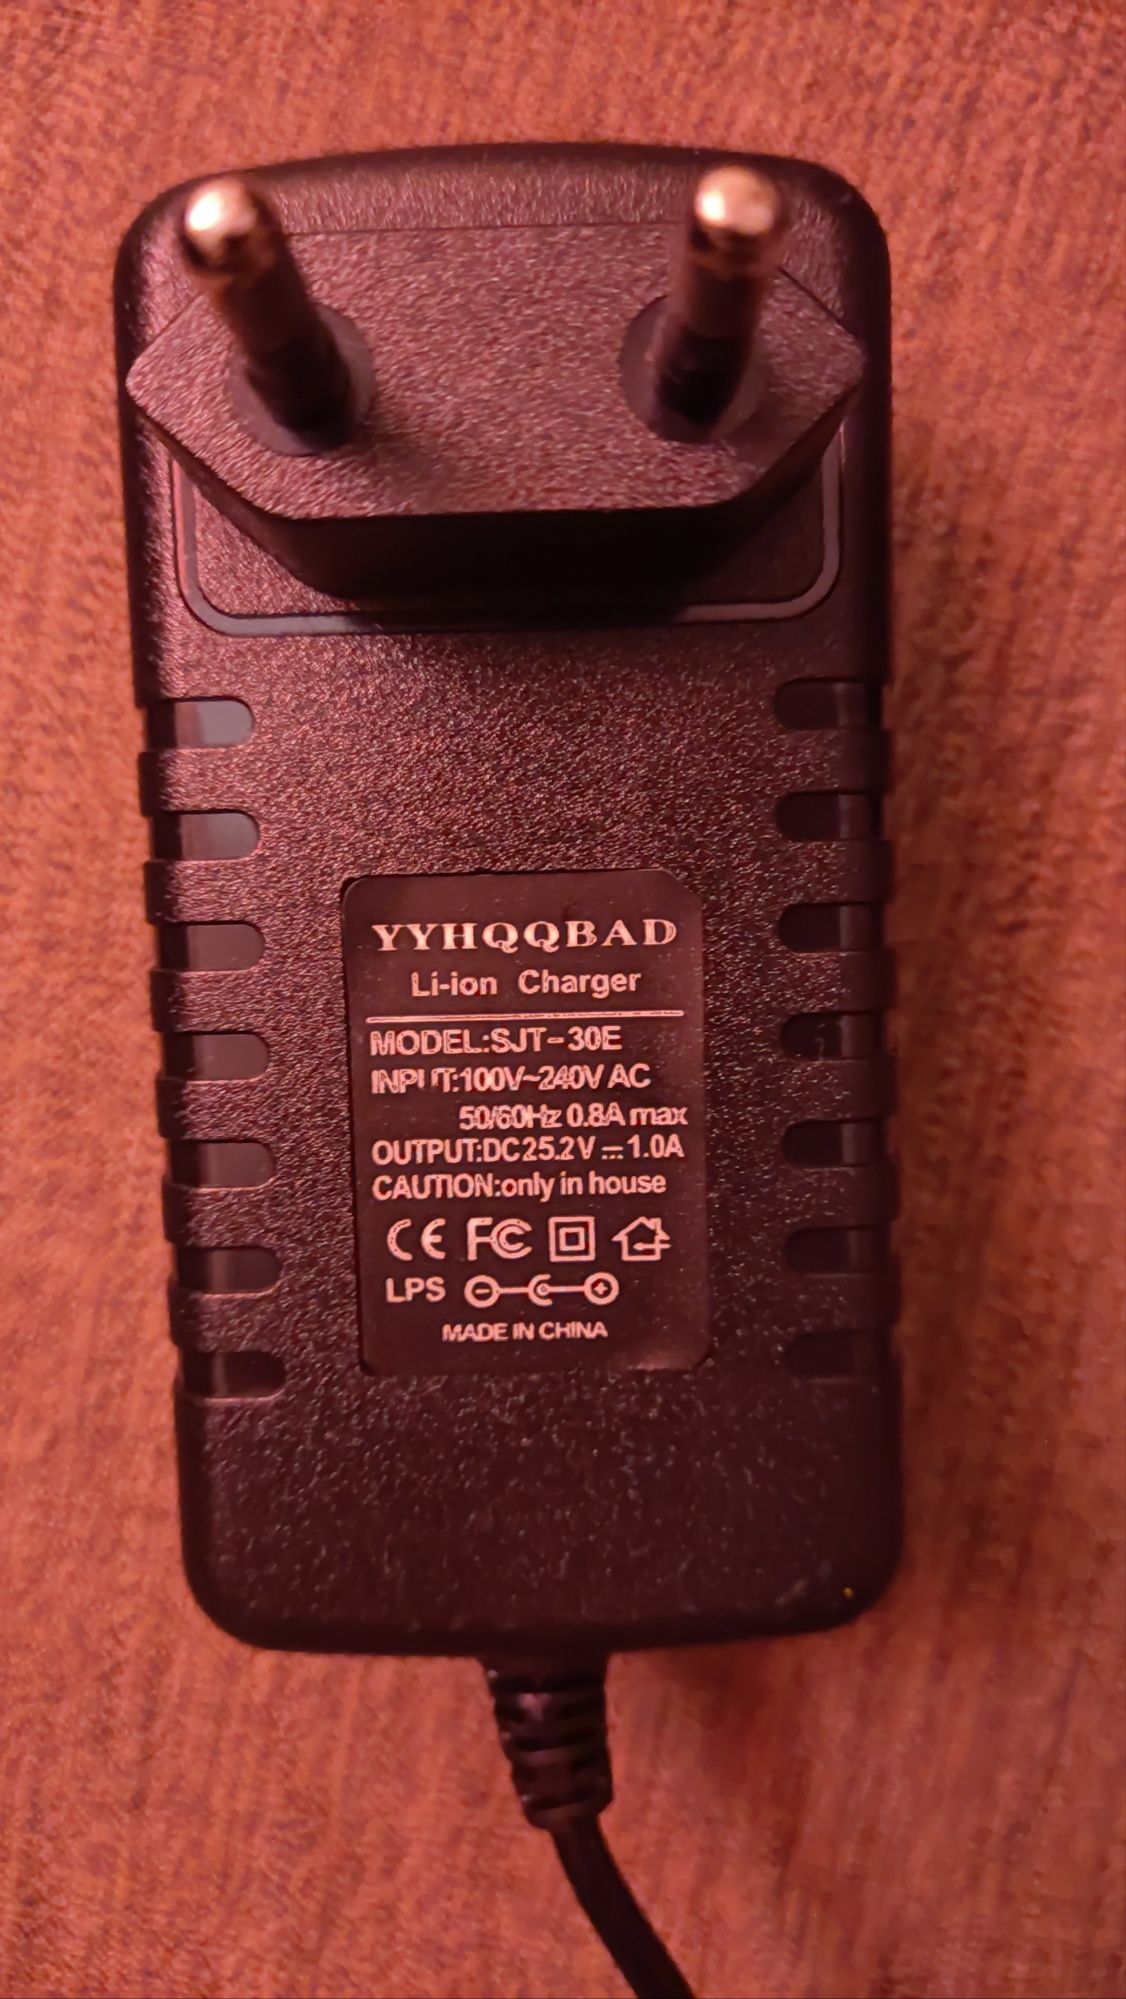 YYHQQBAD
Li-ion Charger
MODEL:SJT-30E
INPUT:100V~240V AC
50/60Hz 0.8A max
OUTPUT:DC25.2V⎓1.0A
CAUTION:only in house
CE FC
LPS
MADE IN CHINA